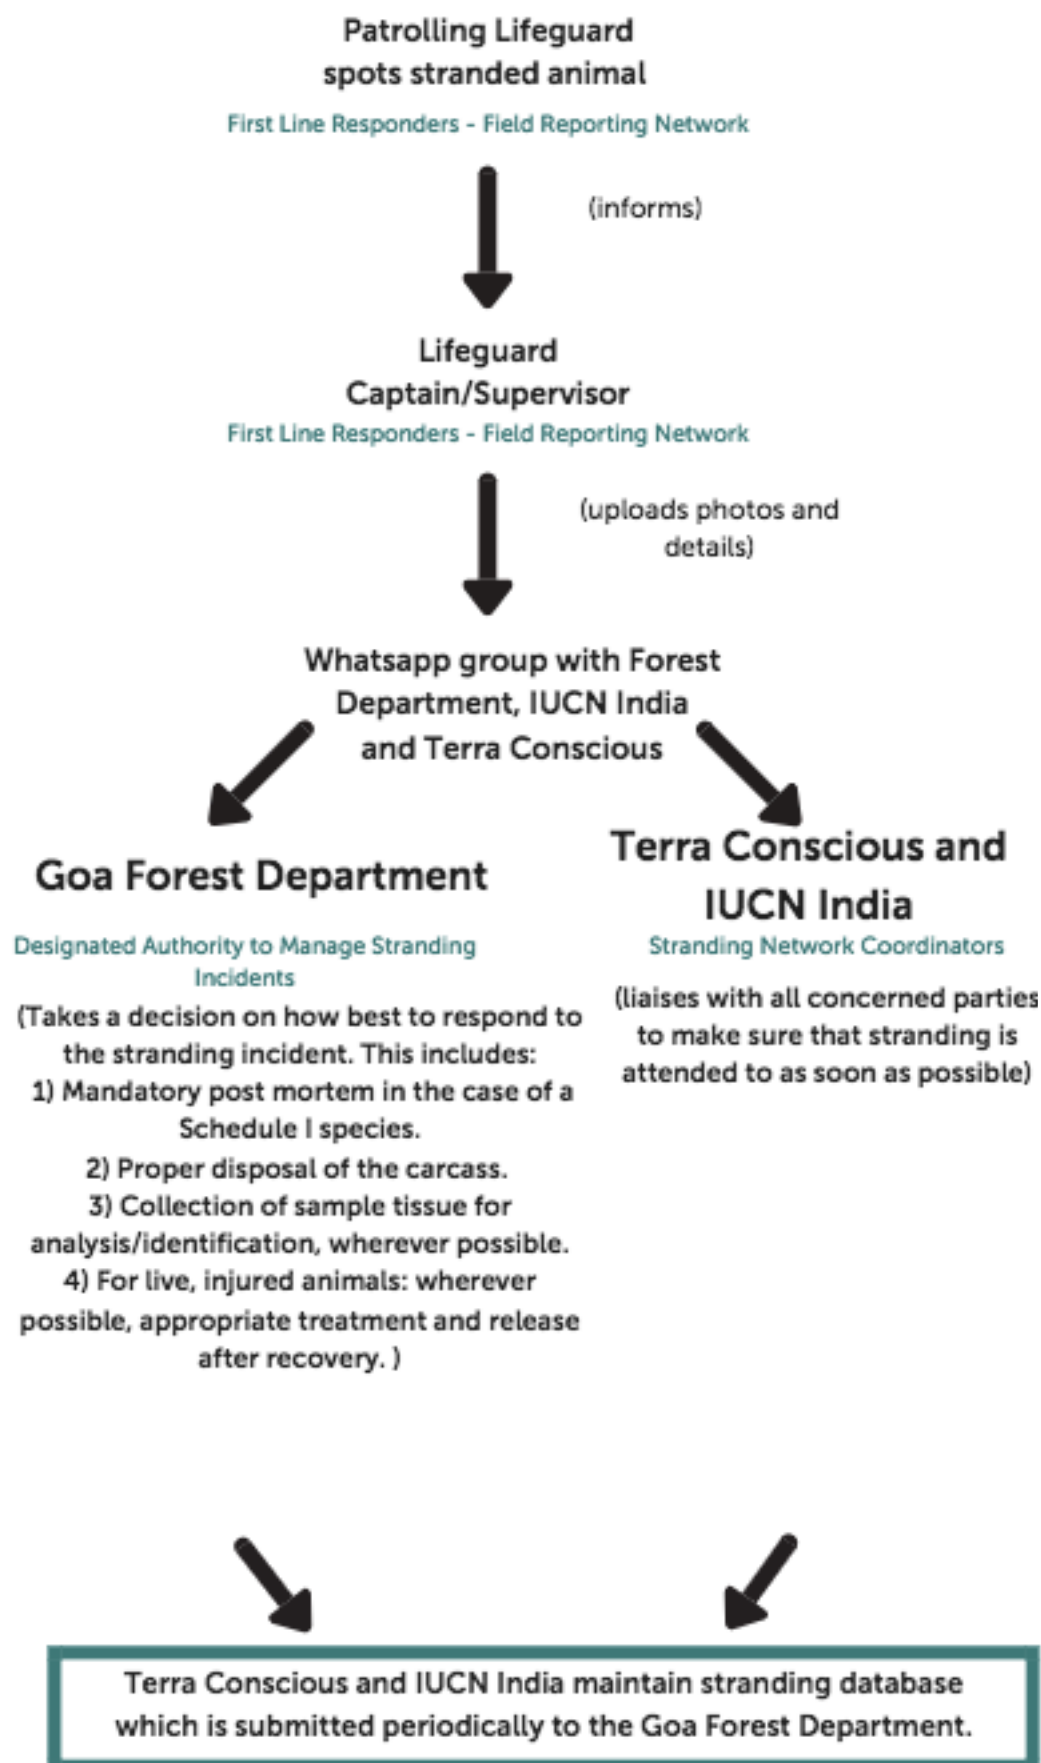 Patrolling Lifeguard
spots stranded animal
First Line Responders - Field Reporting Network
(informs)
Lifeguard
Captain/Supervisor
First Line Responders - Field Reporting Network
(uploads photos and
details)
Whatsapp group with Forest
Department, IUCN India
and Terra Conscious
Goa Forest Department
Designated Authority to Manage Stranding
Incidents
(Takes a decision on how best to respond to
the stranding incident. This includes:
1) Mandatory post mortem in the case of a
Schedule I species.
2) Proper disposal of the carcass.
3) Collection of sample tissue for
analysis/identification, wherever possible.
4) For live, injured animals: wherever
possible, appropriate treatment and release
after recovery. )
Terra Conscious and
IUCN India
Stranding Network Coordinators
(liaises with all concerned parties
to make sure that stranding is
attended to as soon as possible)
Terra Conscious and IUCN India maintain stranding database
which is submitted periodically to the Goa Forest Department.